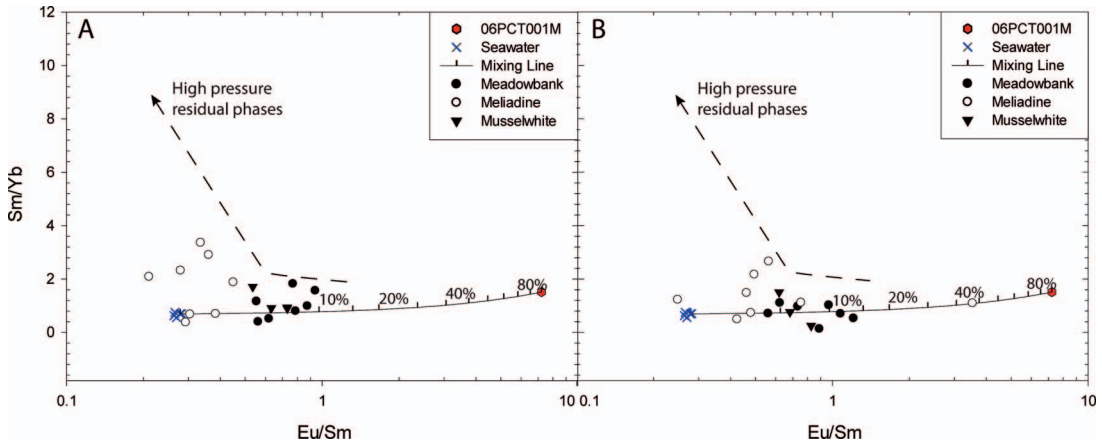 A
06PCT001M
Seawater
Mixing Line
Meadowbank
Meliadine
Musselwhite
High pressure
residual phases
10%
20%
40%
80%
12
10
8
6
4
2
0
Sm/Yb
0.1
1
10
Eu/Sm
B
06PCT001M
Seawater
Mixing Line
Meadowbank
Meliadine
Musselwhite
High pressure
residual phases
10%
20%
40%
80%
0.1
1
10
Eu/Sm